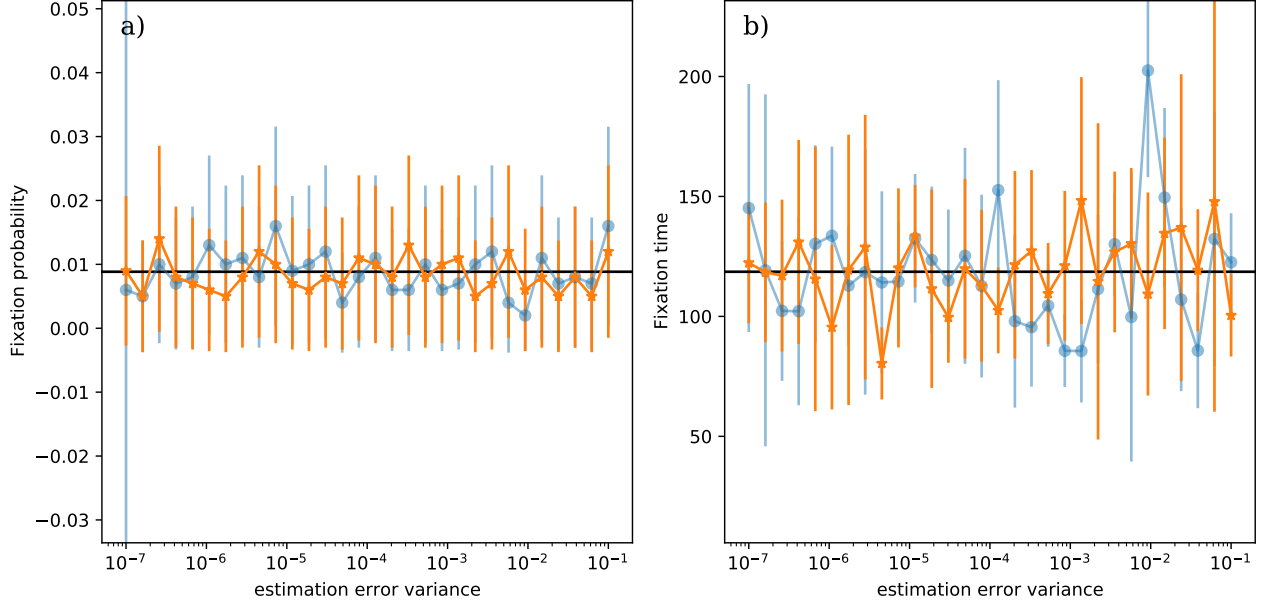 a)
Fixation probability
0.05
0.04
0.03
0.02
0.01
0.00
−0.01
−0.02
−0.03
10⁻⁷ 10⁻⁶ 10⁻⁵ 10⁻⁴ 10⁻³ 10⁻² 10⁻¹
estimation error variance
b)
Fixation time
200
150
100
50
10⁻⁷ 10⁻⁶ 10⁻⁵ 10⁻⁴ 10⁻³ 10⁻² 10⁻¹
estimation error variance